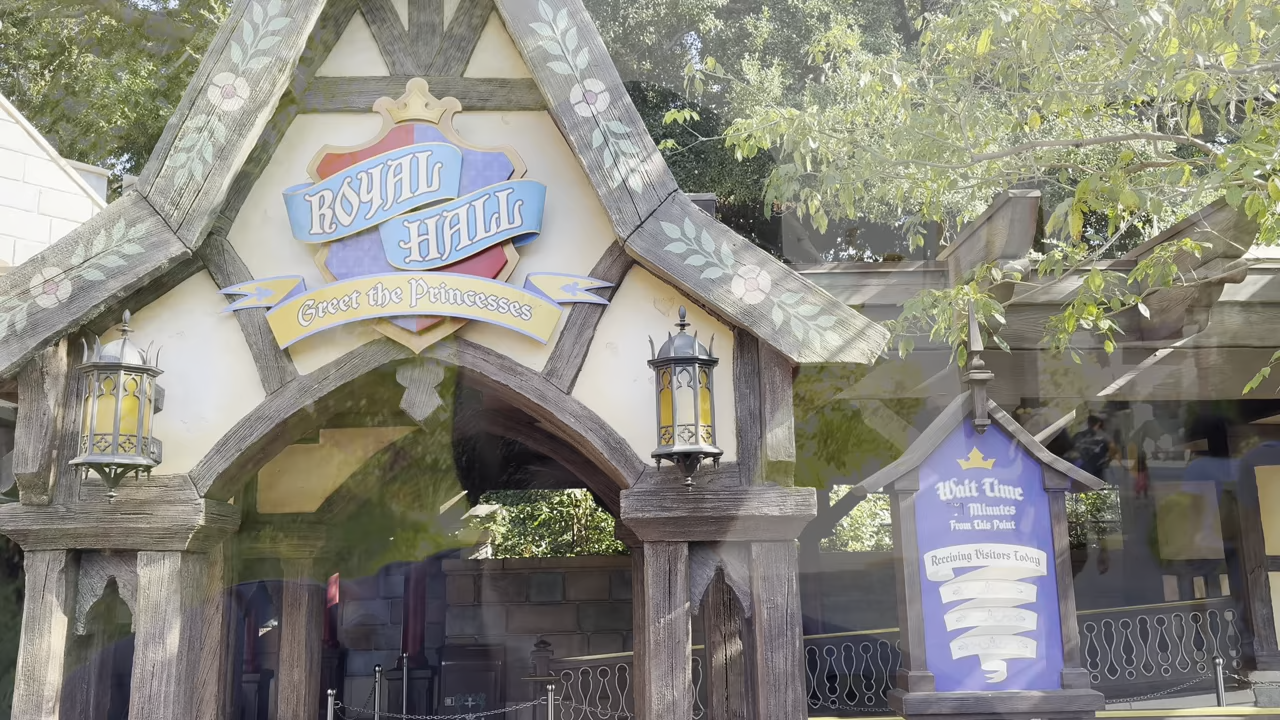 ROYAL
HALL
Greet the Princesses
Wait Time
Minutes
From This Point
Receiving Visitors Today